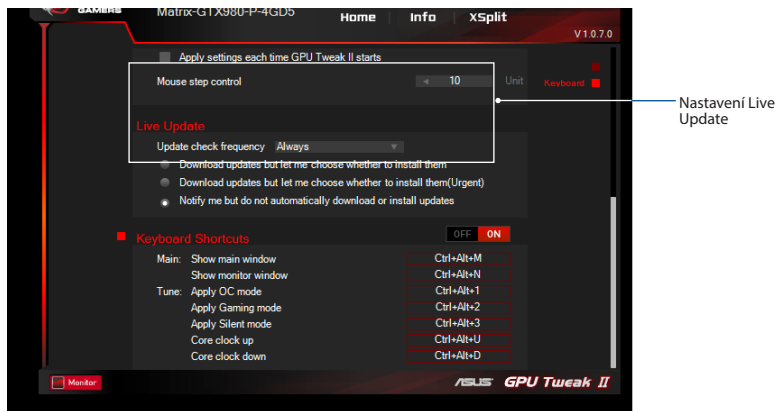 GAMERS
Matrix-GTX980-P-4GD5
Home Info XSplit
V1.0.7.0
Apply settings each time GPU Tweak II starts
Mouse step control 10 Unit
Keyboard
Nastavení Live
Update
Live Update
Update check frequency Always
Download updates but let me choose whether to install them
Download updates but let me choose whether to install them(Urgent)
Notify me but do not automatically download or install updates
Keyboard Shortcuts OFF ON
Main: Show main window Ctrl+Alt+M
Show monitor window Ctrl+Alt+N
Tune: Apply OC mode Ctrl+Alt+1
Apply Gaming mode Ctrl+Alt+2
Apply Silent mode Ctrl+Alt+3
Core clock up Ctrl+Alt+U
Core clock down Ctrl+Alt+D
Monitor
ASUS GPU Tweak II